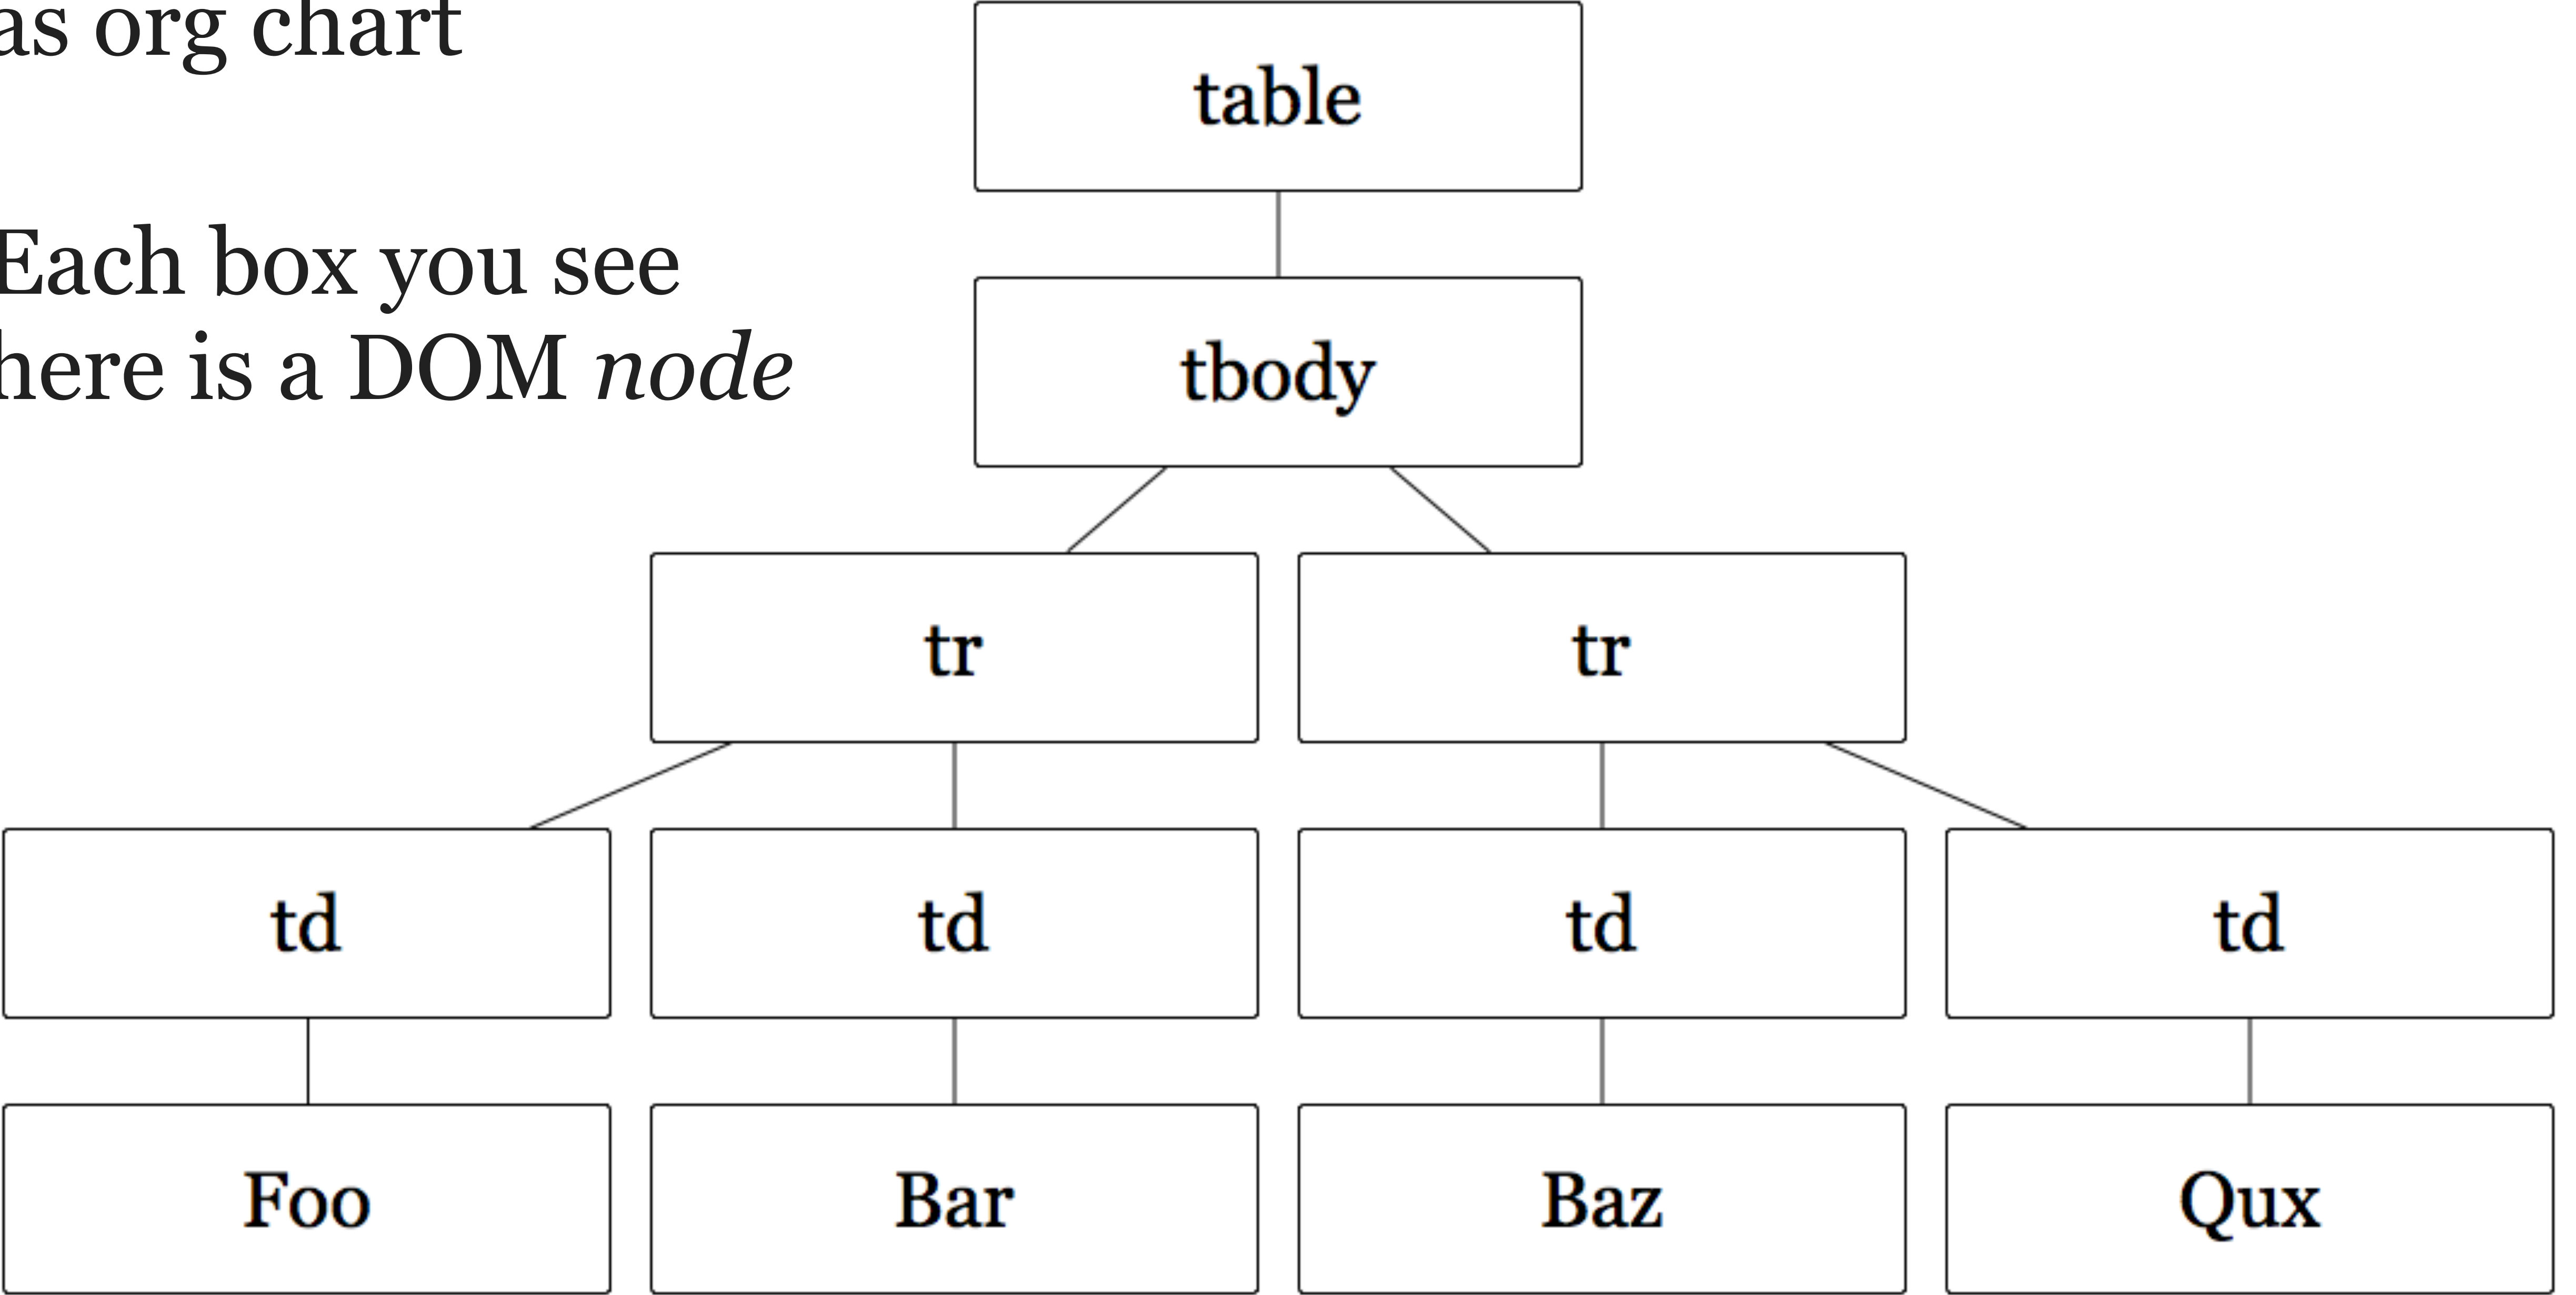 as org chart
Each box you see
here is a DOM node
table
tbody
tr tr
td td td td
Foo Bar Baz Qux